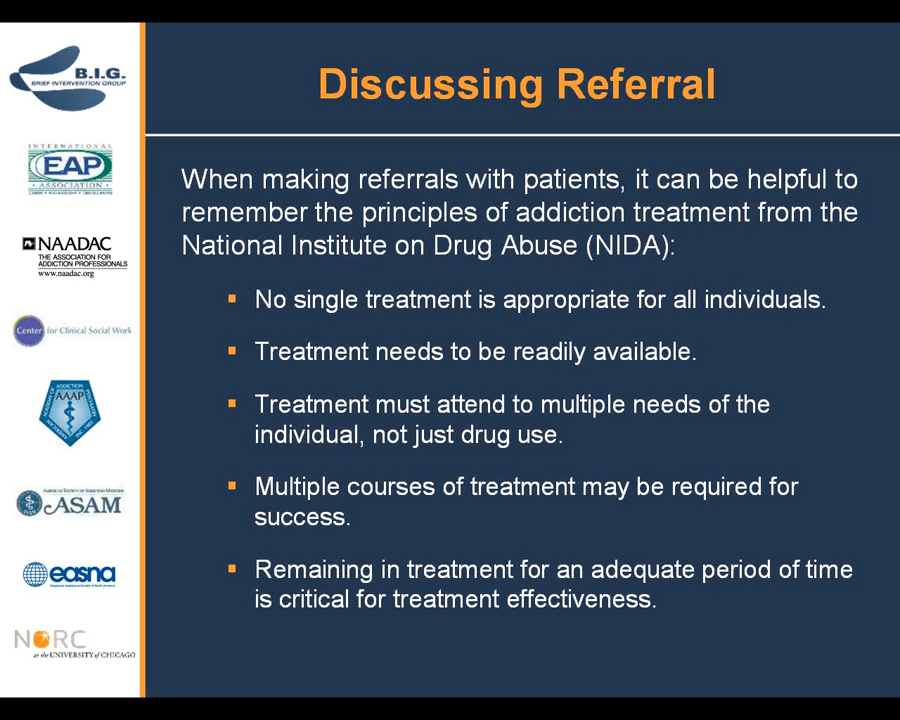 B.I.G.
BRIEF INTERVENTION GROUP
INTERNATIONAL
EAP
ASSOCIATION
NAADAC
THE ASSOCIATION FOR
ADDICTION PROFESSIONALS
www.naadac.org
Center for Clinical Social Work
AAAP
AMERICAN SOCIETY OF ADDICTION MEDICINE
ASAM
easna
NORC
at the UNIVERSITY of CHICAGO
Discussing Referral
When making referrals with patients, it can be helpful to
remember the principles of addiction treatment from the
National Institute on Drug Abuse (NIDA):
▪ No single treatment is appropriate for all individuals.
▪ Treatment needs to be readily available.
▪ Treatment must attend to multiple needs of the
individual, not just drug use.
▪ Multiple courses of treatment may be required for
success.
▪ Remaining in treatment for an adequate period of time
is critical for treatment effectiveness.